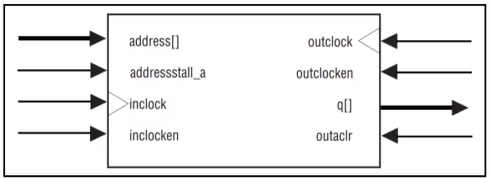 address[]
addressstall_a
inclock
inclocken
outclock
outclocken
q[]
outaclr